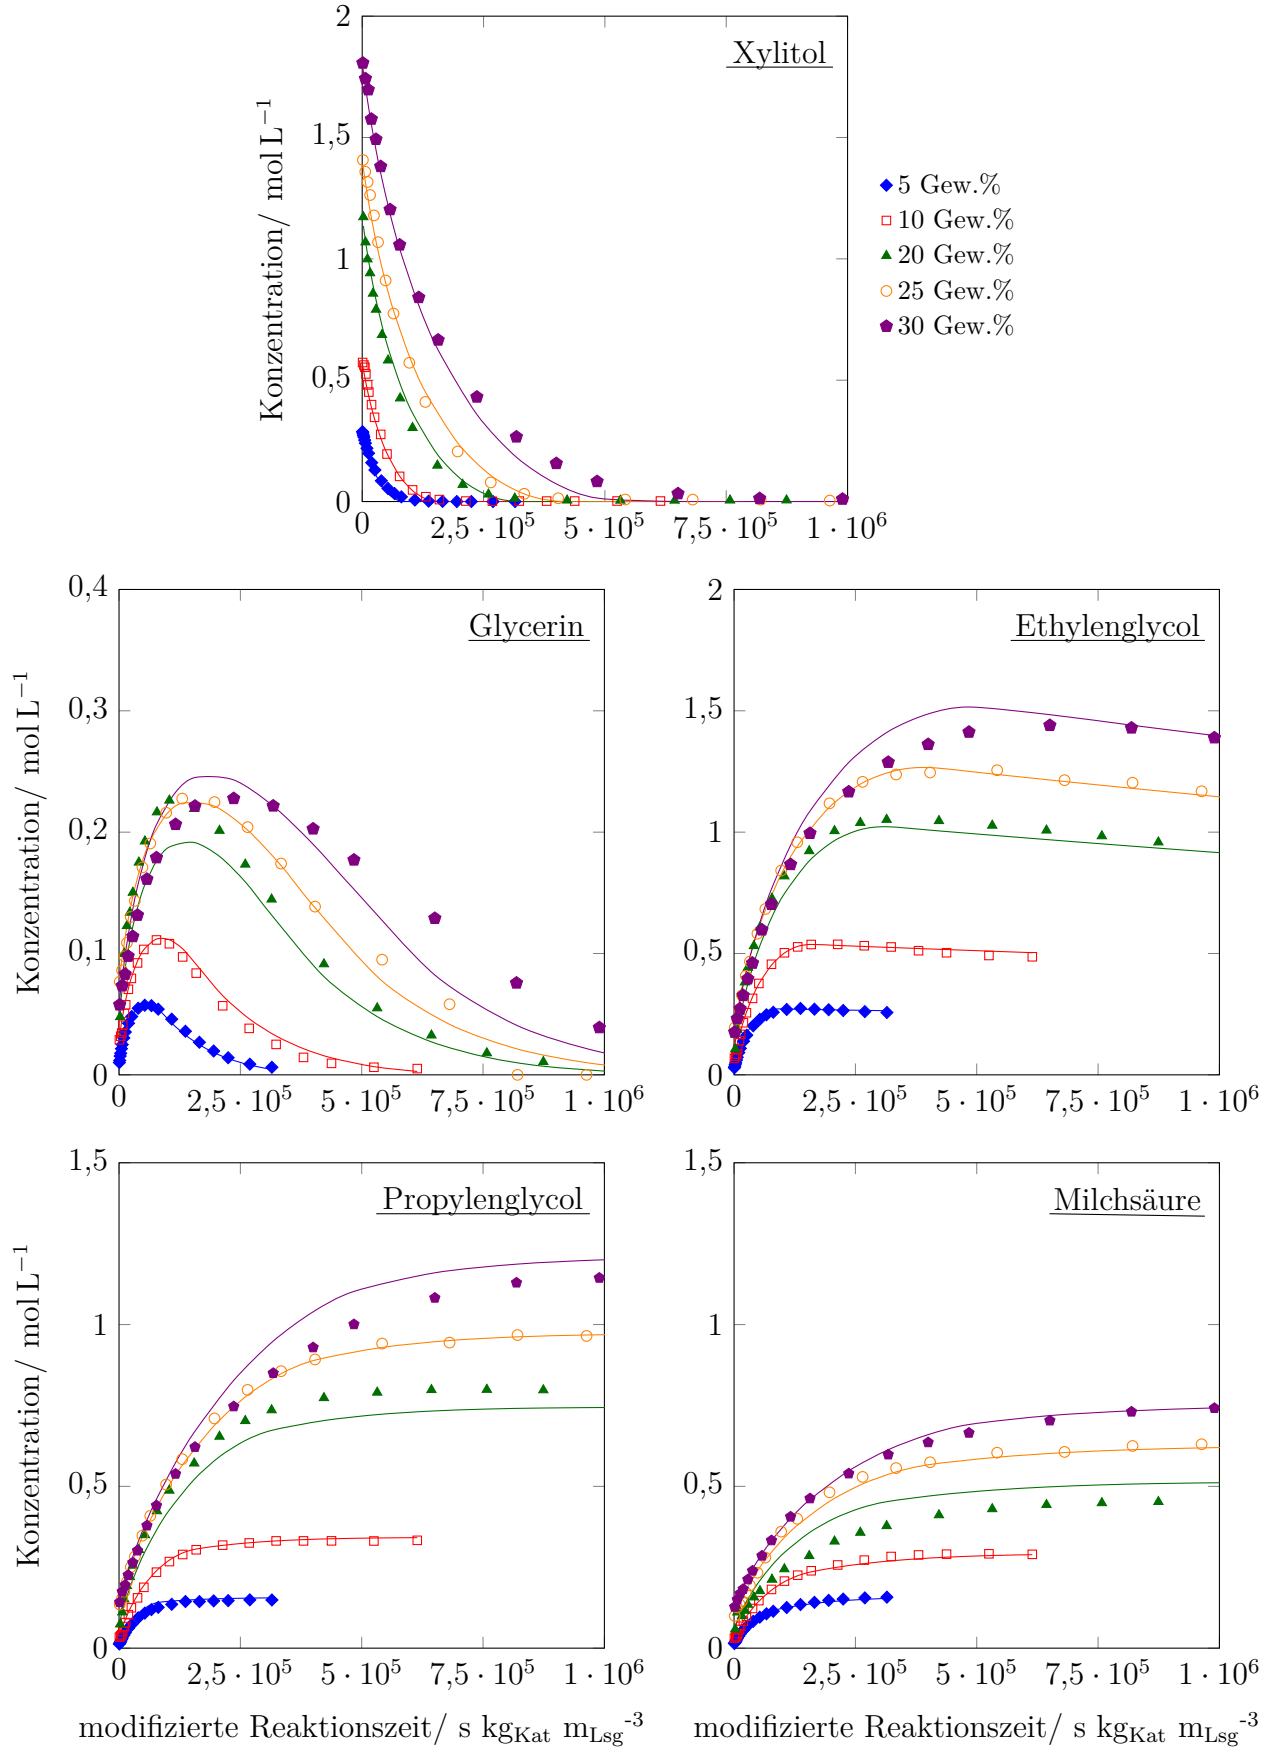 Xylitol
Konzentration/ mol L⁻¹
2
1,5
1
0,5
0
0 2,5 · 10⁵ 5 · 10⁵ 7,5 · 10⁵ 1 · 10⁶
5 Gew.%
10 Gew.%
20 Gew.%
25 Gew.%
30 Gew.%
Glycerin
Konzentration/ mol L⁻¹
0,4
0,3
0,2
0,1
0
0 2,5 · 10⁵ 5 · 10⁵ 7,5 · 10⁵ 1 · 10⁶
Ethylenglycol
2
1,5
1
0,5
0
0 2,5 · 10⁵ 5 · 10⁵ 7,5 · 10⁵ 1 · 10⁶
Propylenglycol
Konzentration/ mol L⁻¹
1,5
1
0,5
0
0 2,5 · 10⁵ 5 · 10⁵ 7,5 · 10⁵ 1 · 10⁶
modifizierte Reaktionszeit/ s kg_Kat m_Lsg⁻³
Milchsäure
1,5
1
0,5
0
0 2,5 · 10⁵ 5 · 10⁵ 7,5 · 10⁵ 1 · 10⁶
modifizierte Reaktionszeit/ s kg_Kat m_Lsg⁻³